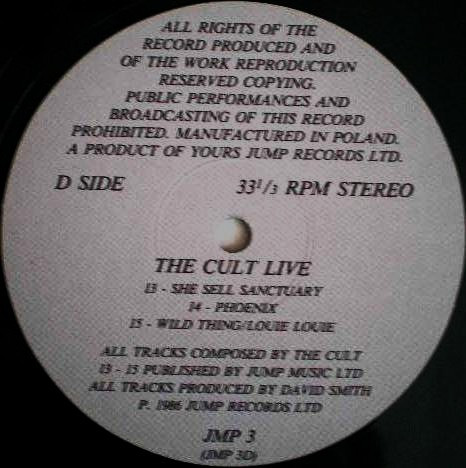 ALL RIGHTS OF THE
RECORD PRODUCED AND
OF THE WORK REPRODUCTION
RESERVED COPYING.
PUBLIC PERFORMANCES AND
BROADCASTING OF THIS RECORD
PROHIBITED. MANUFACTURED IN POLAND.
A PRODUCT OF YOURS JUMP RECORDS LTD.
D SIDE 33¹/₃ RPM STEREO
THE CULT LIVE
13 - SHE SELL SANCTUARY
14 - PHOENIX
15 - WILD THING/LOUIE LOUIE
ALL TRACKS COMPOSED BY THE CULT
13 - 15 PUBLISHED BY JUMP MUSIC LTD
ALL TRACKS PRODUCED BY DAVID SMITH
P. 1986 JUMP RECORDS LTD
JMP 3
(JMP 3D)